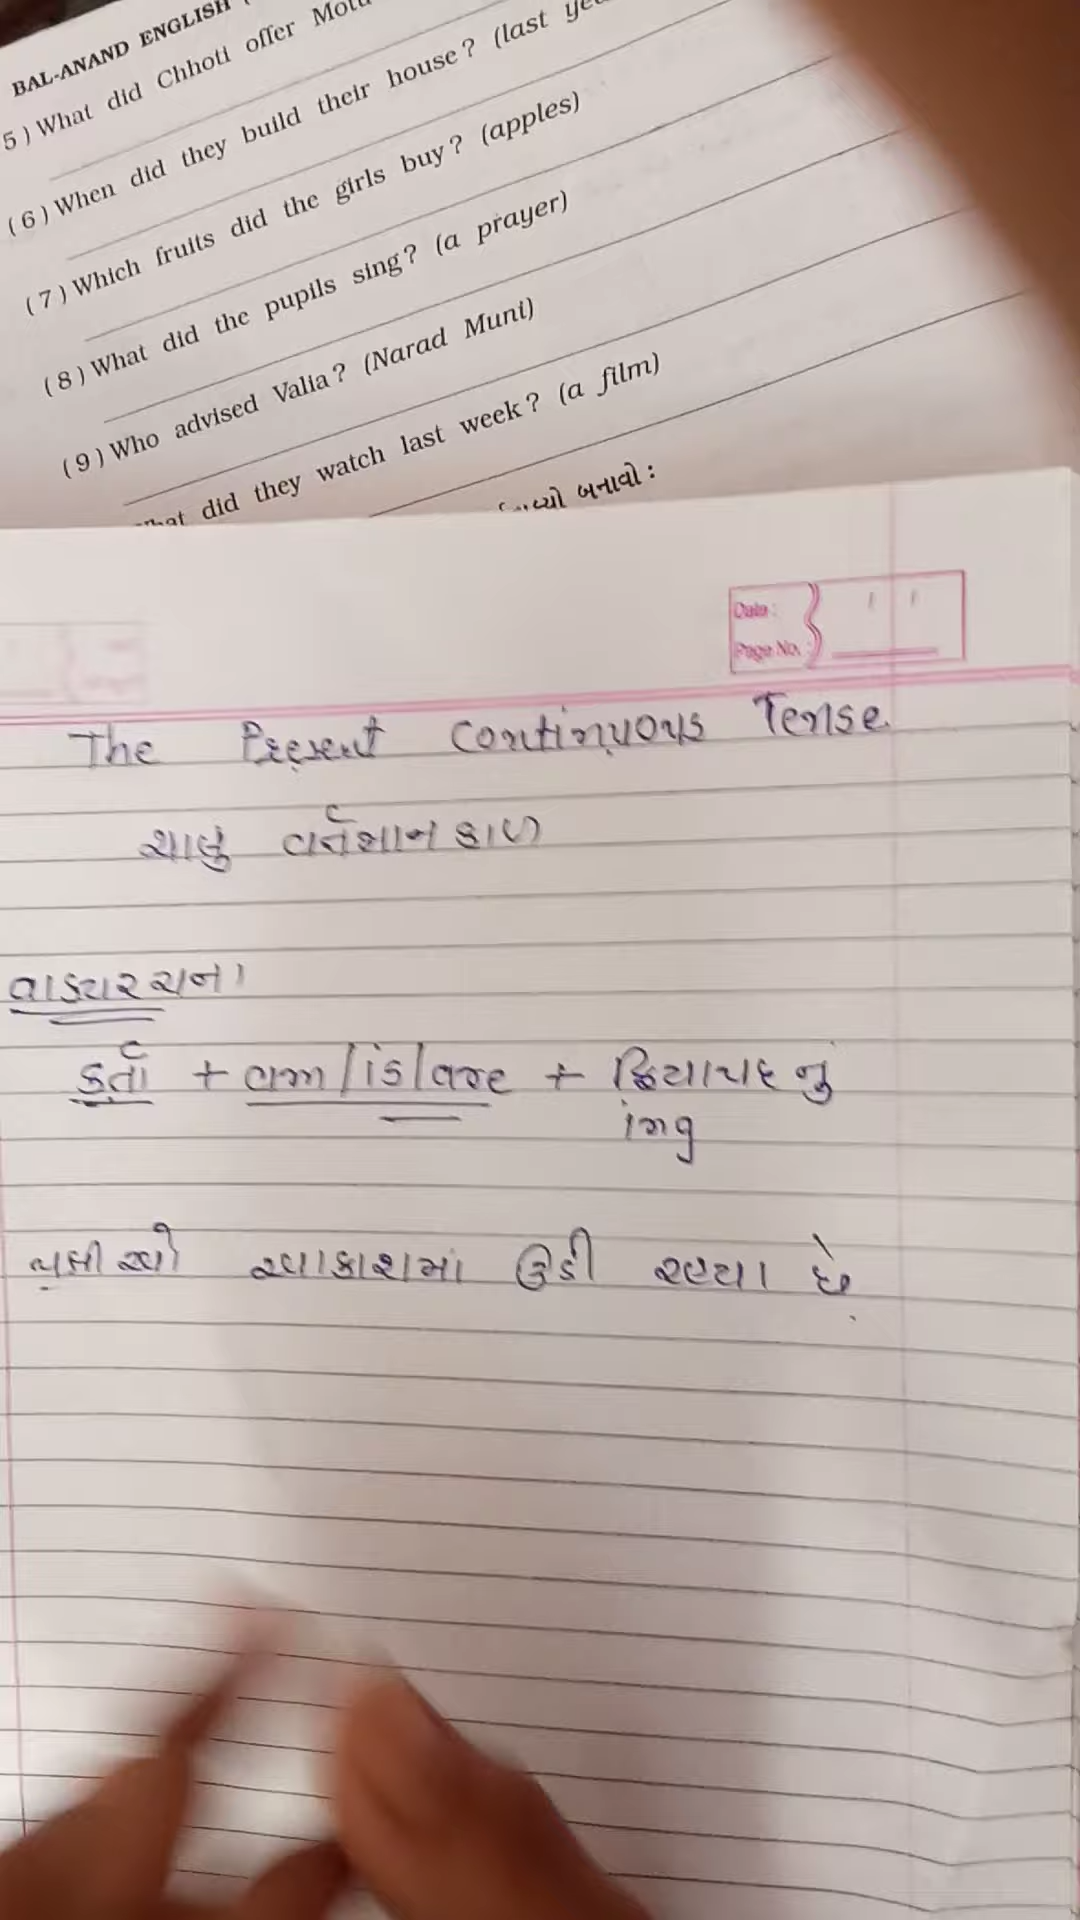 BAL-ANAND ENGLISH
5) What did Chhoti offer
(6) When did they build their house? (last
(7) Which fruits did the girls buy? (apples)
(8) What did the pupils sing? (a prayer)
(9) Who advised Valia? (Narad Muni)
did they watch last week? (a film)
બનાવો :
Date :
Page No. :
The Present Continuous Tense
ચાલું વર્તમાન કાળ
વાક્યરચના
કર્તા + am/is/are + ક્રિયાપદ નું
ing
પક્ષીઓ આકાશમાં ઉડી રહ્યા છે.